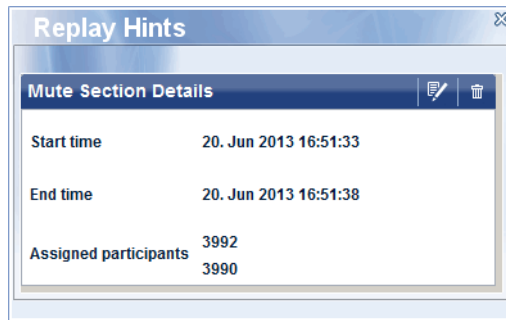 Replay Hints
Mute Section Details
Start time 20. Jun 2013 16:51:33
End time 20. Jun 2013 16:51:38
Assigned participants 3992
3990